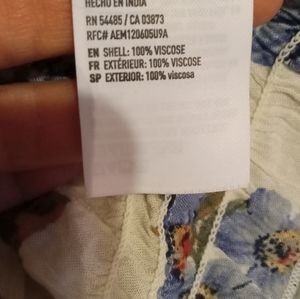 HECHO EN INDIA
RN 54485 / CA 03873
RFC# AEM120605U9A
EN SHELL: 100% VISCOSE
FR EXTÉRIEUR: 100% VISCOSE
SP EXTERIOR: 100% viscosa